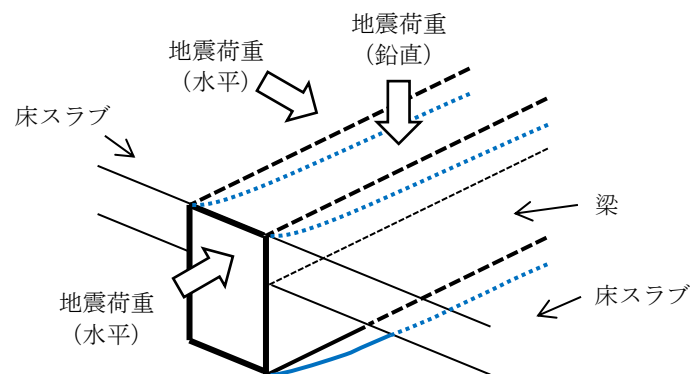 地震荷重
（鉛直）
地震荷重
（水平）
床スラブ
梁
地震荷重
（水平）
床スラブ